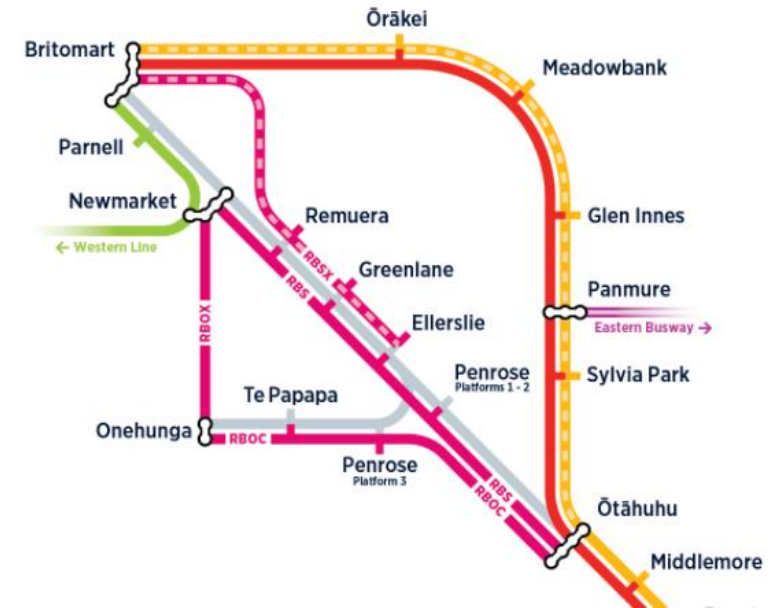 Ōrākei
Britomart
Meadowbank
Parnell
Newmarket
← Western Line
Remuera
Glen Innes
RBSX
Greenlane
RBS
Panmure
Eastern Busway →
RBOX
Ellerslie
Penrose
Platforms 1 - 2
Sylvia Park
Te Papapa
Onehunga
RBOC
Penrose
Platform 3
RBS
RBOC
Ōtāhuhu
Middlemore